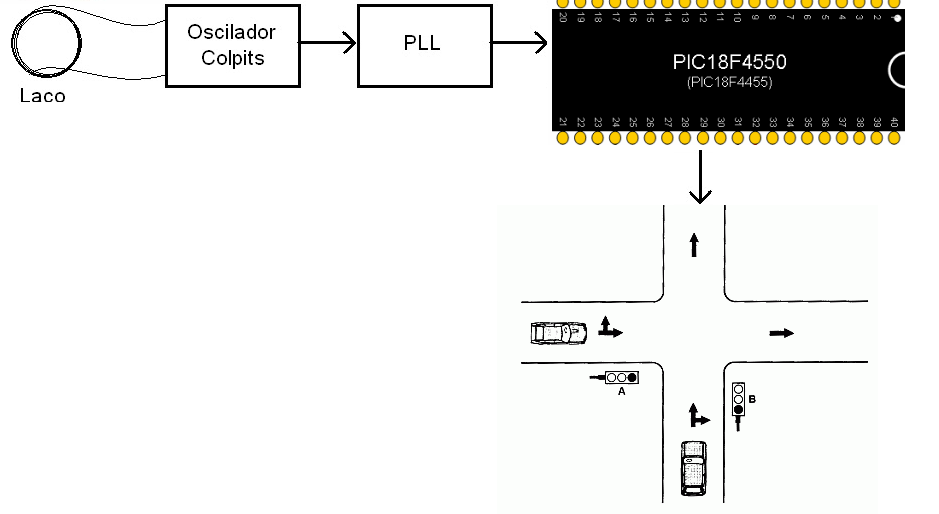 20 19 18 17 16 15 14 13 12 11 10 9 8 7 6 5 4 3 2 1
Oscilador
Colpits
PLL
Laco
PIC18F4550
(PIC18F4455)
21 22 23 24 25 26 27 28 29 30 31 32 33 34 35 36 37 38 39 40
A
B